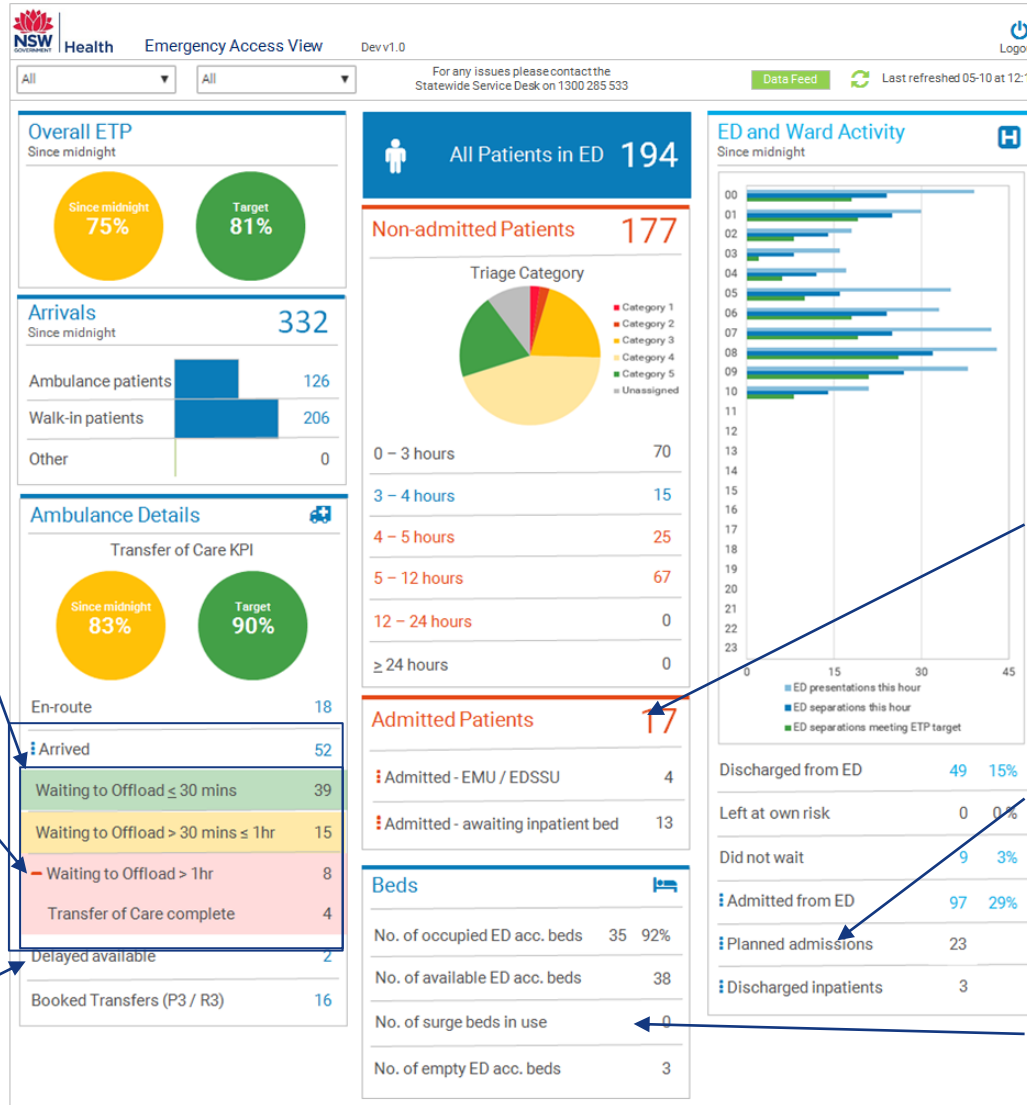 NSW
GOVERNMENT
Health
Emergency Access View
Dev v1.0
All ▼
All ▼
For any issues please contact the
Statewide Service Desk on 1300 285 533
Data Feed
Last refreshed 05-10 at 12:1
Overall ETP
Since midnight
Since midnight
75%
Target
81%
Arrivals
Since midnight
332
Ambulance patients 126
Walk-in patients 206
Other 0
Ambulance Details
Transfer of Care KPI
Since midnight
83%
Target
90%
En-route 18
Arrived 52
Waiting to Offload ≤ 30 mins 39
Waiting to Offload > 30 mins ≤ 1hr 15
Waiting to Offload > 1hr 8
Transfer of Care complete 4
Delayed available 2
Booked Transfers (P3 / R3) 16
All Patients in ED 194
Non-admitted Patients 177
Triage Category
Category 1
Category 2
Category 3
Category 4
Category 5
Unassigned
0 – 3 hours 70
3 – 4 hours 15
4 – 5 hours 25
5 – 12 hours 67
12 – 24 hours 0
≥ 24 hours 0
Admitted Patients 17
Admitted - EMU / EDSSU 4
Admitted - awaiting inpatient bed 13
Beds
No. of occupied ED acc. beds 35 92%
No. of available ED acc. beds 38
No. of surge beds in use 0
No. of empty ED acc. beds 3
ED and Ward Activity
Since midnight
H
00
01
02
03
04
05
06
07
08
09
10
11
12
13
14
15
16
17
18
19
20
21
22
23
0 15 30 45
ED presentations this hour
ED separations this hour
ED separations meeting ETP target
Discharged from ED 49 15%
Left at own risk 0 0 %
Did not wait 9 3%
Admitted from ED 97 29%
Planned admissions 23
Discharged inpatients 3